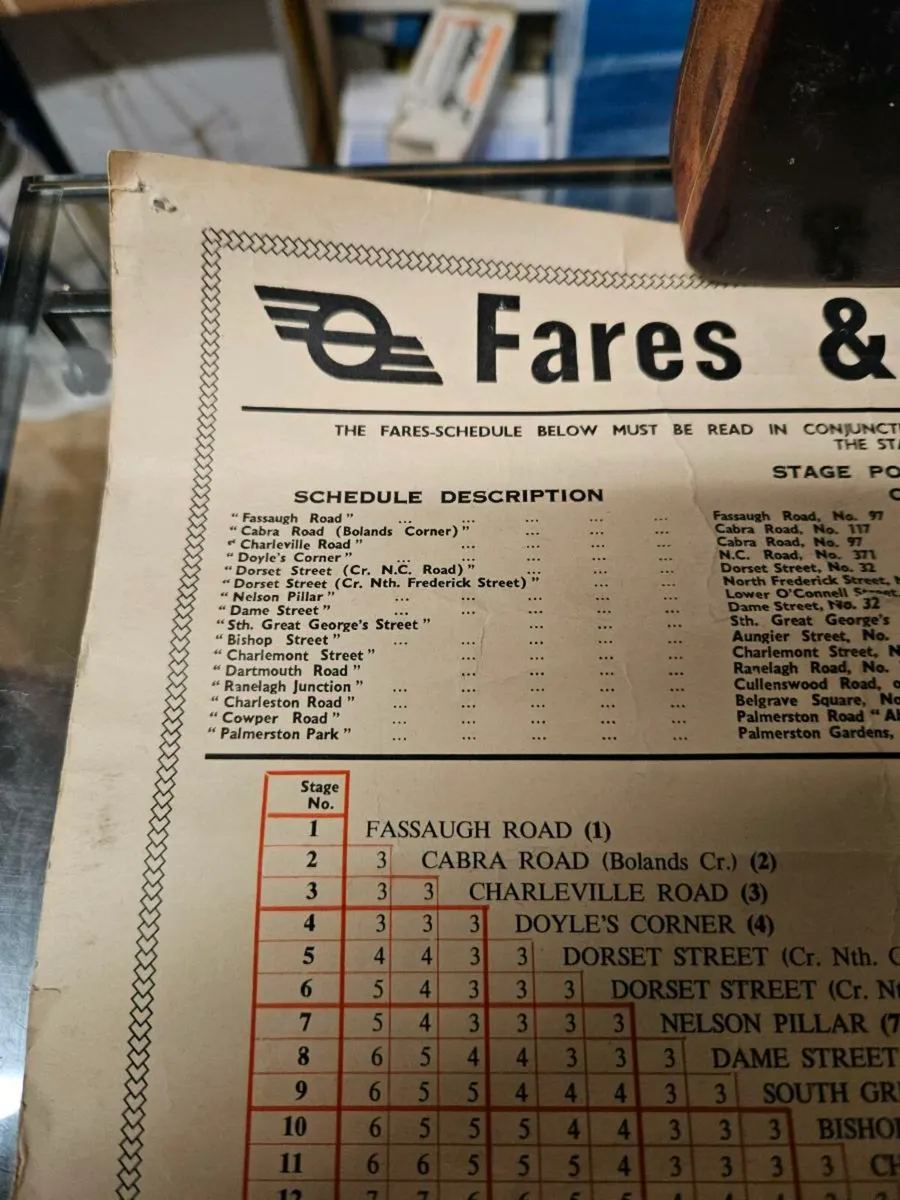 Fares &
THE FARES-SCHEDULE BELOW MUST BE READ IN
THE
STAGE
SCHEDULE DESCRIPTION
"Fassaugh Road" ... ... ... ... Fassaugh Road, No. 97
"Cabra Road (Bolands Corner)" ... ... ... Cabra Road, No. 117
"Charleville Road" ... ... ... ... Cabra Road, No. 97
"Doyle's Corner" ... ... ... ... ... N.C. Road, No. 371
"Dorset Street (Cr. N.C. Road)" ... ... ... Dorset Street, No. 32
"Dorset Street (Cr. Nth. Frederick Street)" ... ... North Frederick Street,
"Nelson Pillar" ... ... ... ... ... Lower O'Connell Street,
"Dame Street" ... ... ... ... ... Dame Street, No. 32
"Sth. Great George's Street" ... ... ... Sth. Great George's
"Bishop Street" ... ... ... ... ... Aungier Street, No.
"Charlemont Street" ... ... ... ... Charlemont Street,
"Dartmouth Road" ... ... ... ... Ranelagh Road, No.
"Ranelagh Junction" ... ... ... ... ... Cullenswood Road,
"Charleston Road" ... ... ... ... ... Belgrave Square,
"Cowper Road" ... ... ... ... ... Palmerston Road
"Palmerston Park" ... ... ... ... ... Palmerston Gardens,
Stage
No.
1 FASSAUGH ROAD (1)
2 3 CABRA ROAD (Bolands Cr.) (2)
3 3 3 CHARLEVILLE ROAD (3)
4 3 3 3 DOYLE'S CORNER (4)
5 4 4 3 3 DORSET STREET (Cr. Nth.
6 5 4 3 3 3 DORSET STREET (Cr.
7 5 4 3 3 3 3 NELSON PILLAR (7
8 6 5 4 4 3 3 3 DAME STREET
9 6 5 5 4 4 4 3 3 SOUTH
10 6 5 5 5 4 4 3 3 3
11 6 6 5 5 5 4 3 3 3 3